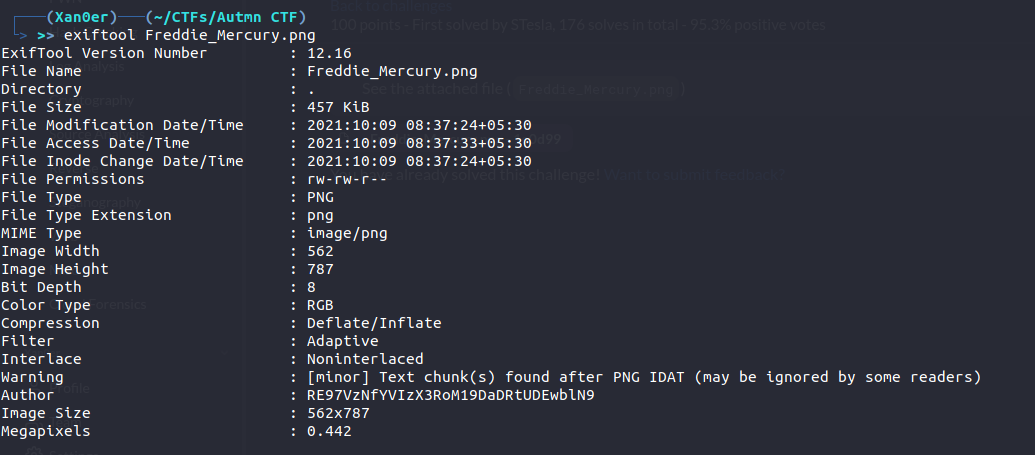 (Xan0er)──(~/CTFs/Autmn CTF)
>> exiftool Freddie_Mercury.png
ExifTool Version Number : 12.16
File Name : Freddie_Mercury.png
Directory : .
File Size : 457 KiB
File Modification Date/Time : 2021:10:09 08:37:24+05:30
File Access Date/Time : 2021:10:09 08:37:33+05:30
File Inode Change Date/Time : 2021:10:09 08:37:24+05:30
File Permissions : rw-rw-r--
File Type : PNG
File Type Extension : png
MIME Type : image/png
Image Width : 562
Image Height : 787
Bit Depth : 8
Color Type : RGB
Compression : Deflate/Inflate
Filter : Adaptive
Interlace : Noninterlaced
Warning : [minor] Text chunk(s) found after PNG IDAT (may be ignored by some readers)
Author : RE97VzNfYVIzX3RoM19DaDRtUDEwblN9
Image Size : 562x787
Megapixels : 0.442
100 points - First solved by STesla, 176 solves in total - 95.3% positive votes
See the attached file ( Freddie_Mercury.png )
already solved this challenge!
Profile